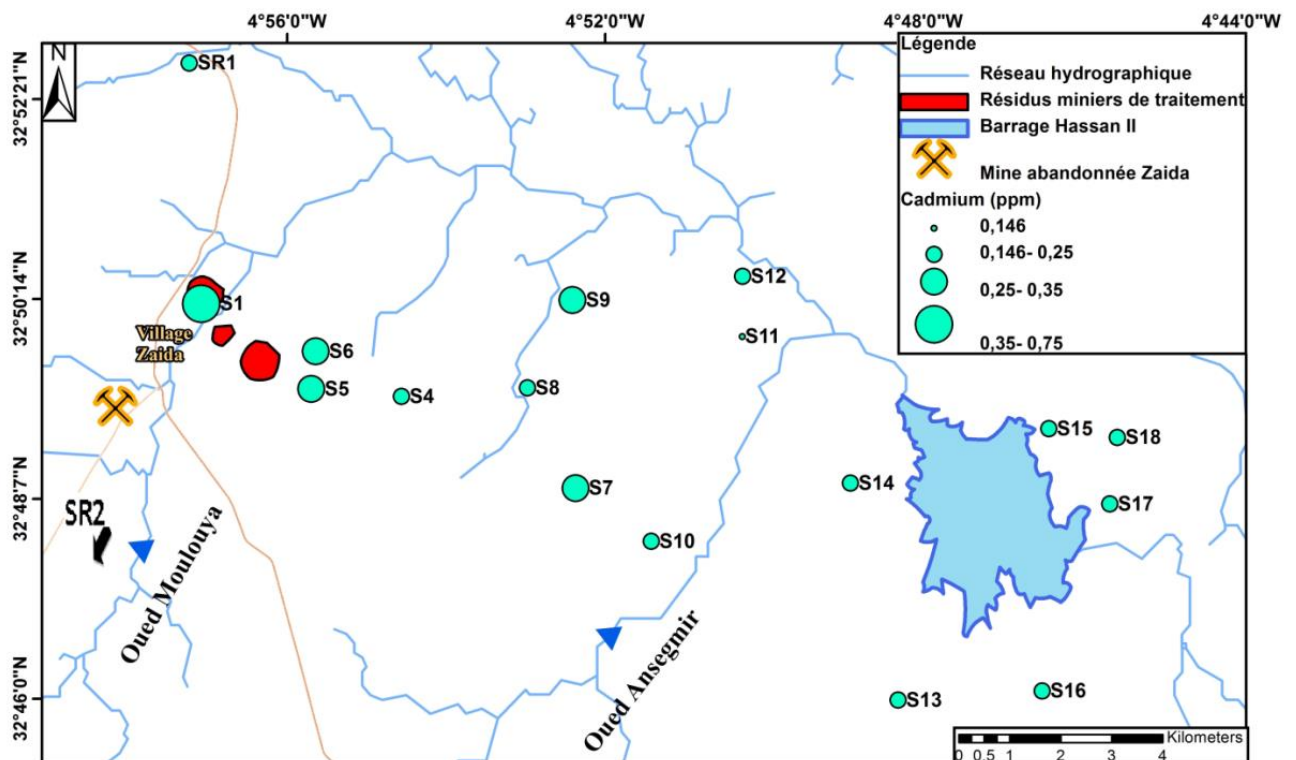 4°56'0"W
4°52'0"W
4°48'0"W
4°44'0"W
32°52'21"N
32°50'14"N
32°48'7"N
32°46'0"N
N
SR1
Légende
Réseau hydrographique
Résidus miniers de traitement
Barrage Hassan II
Mine abandonnée Zaida
Cadmium (ppm)
0,146
0,146- 0,25
0,25- 0,35
0,35- 0,75
S12
S1
S9
Village
Zaida
S11
S6
S5
S4
S8
S15
S18
S14
S7
S17
SR2
S10
Oued Moulouya
Oued Ansegmir
S13
S16
Kilometers
0 0.5 1 2 3 4